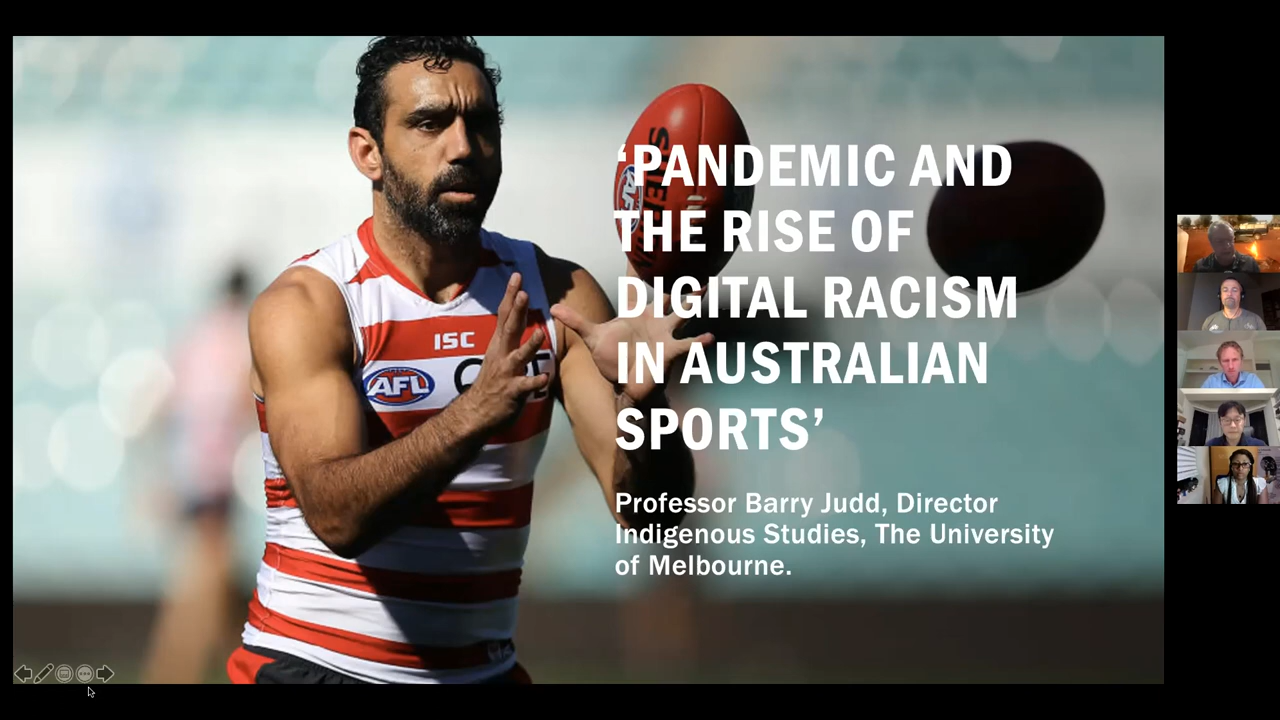 ‘PANDEMIC AND
THE RISE OF
DIGITAL RACISM
IN AUSTRALIAN
SPORTS’
Professor Barry Judd, Director
Indigenous Studies, The University
of Melbourne.
ISC
AFL
AFL